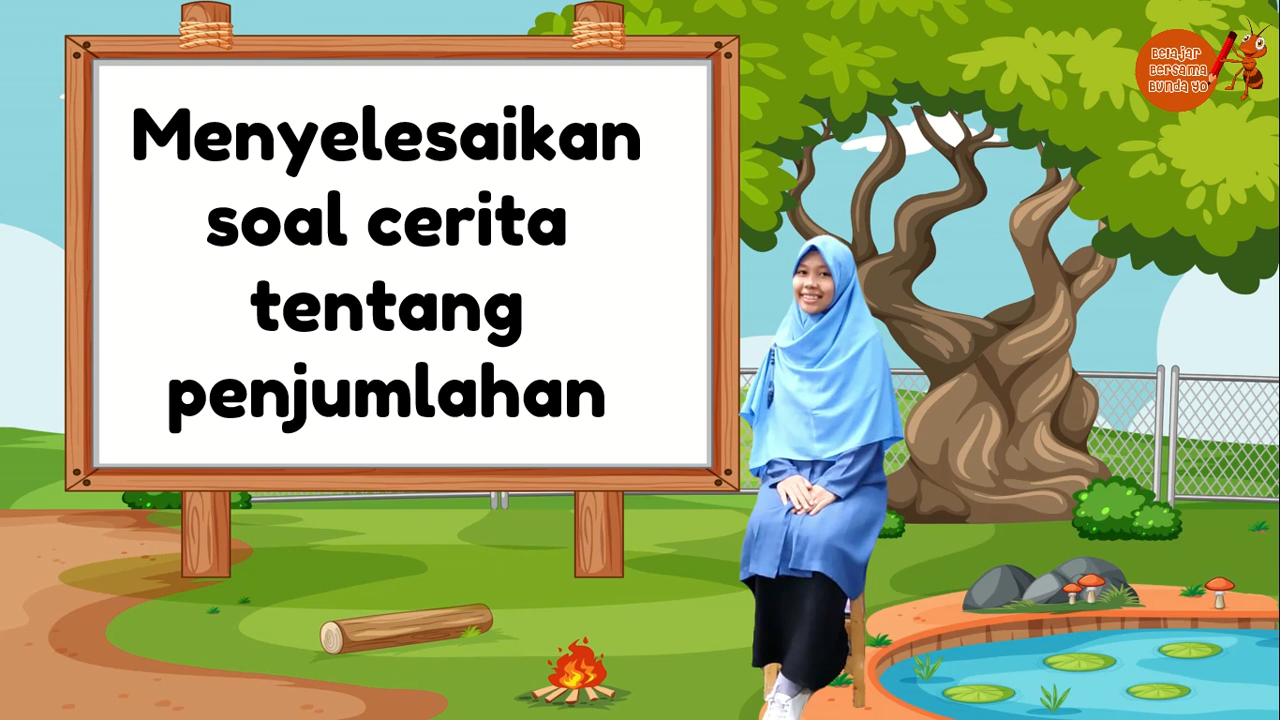 Menyelesaikan
soal cerita
tentang
penjumlahan
Belajar
Bersama
Bunda Yo